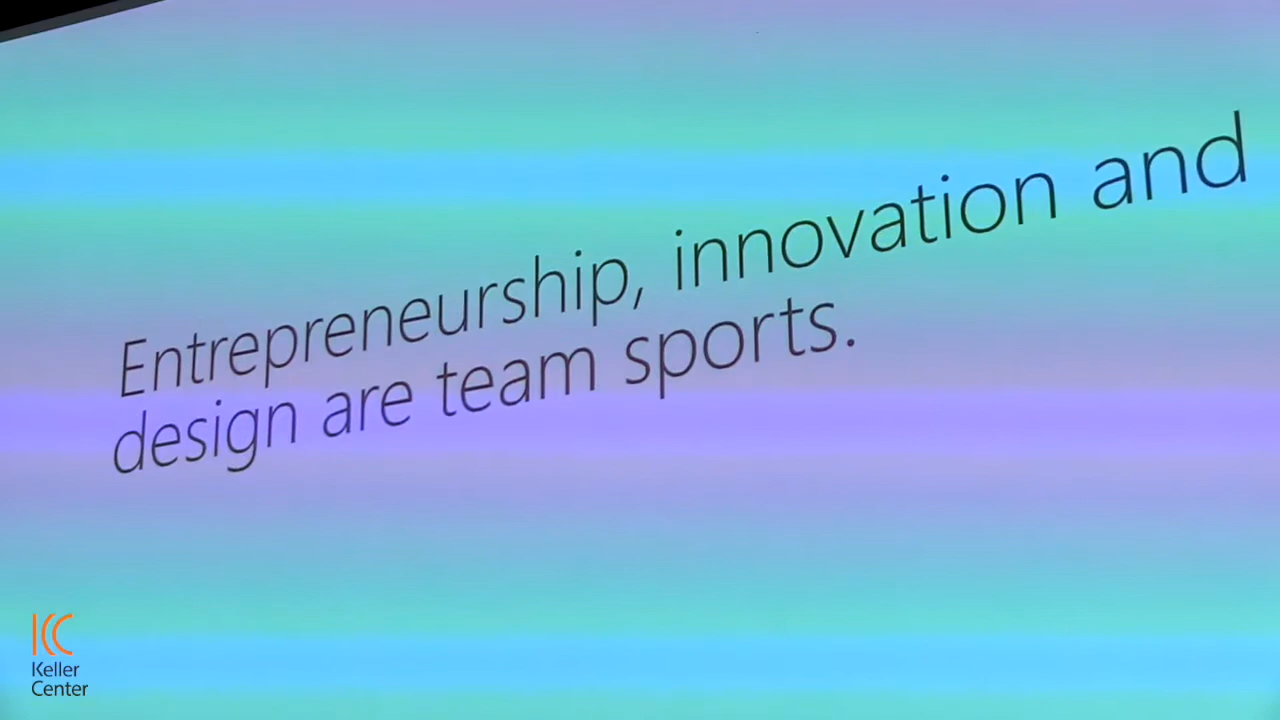 Entrepreneurship, innovation and
design are team sports.
Keller
Center